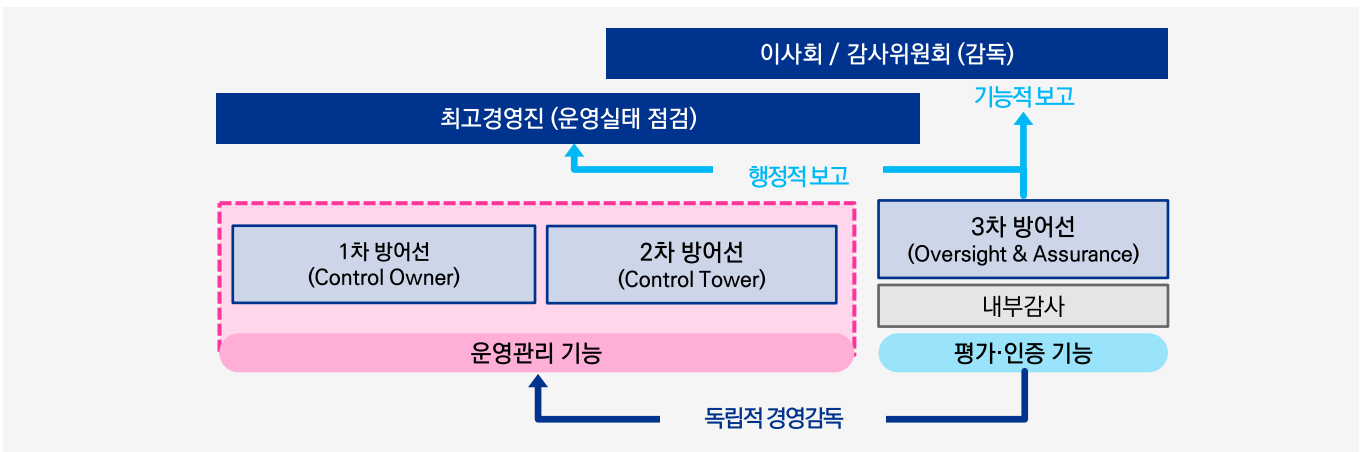 이사회 / 감사위원회 (감독)
기능적 보고
최고경영진 (운영실태 점검)
행정적 보고
1차 방어선
(Control Owner)
2차 방어선
(Control Tower)
3차 방어선
(Oversight & Assurance)
내부감사
운영관리 기능
평가·인증 기능
독립적 경영감독